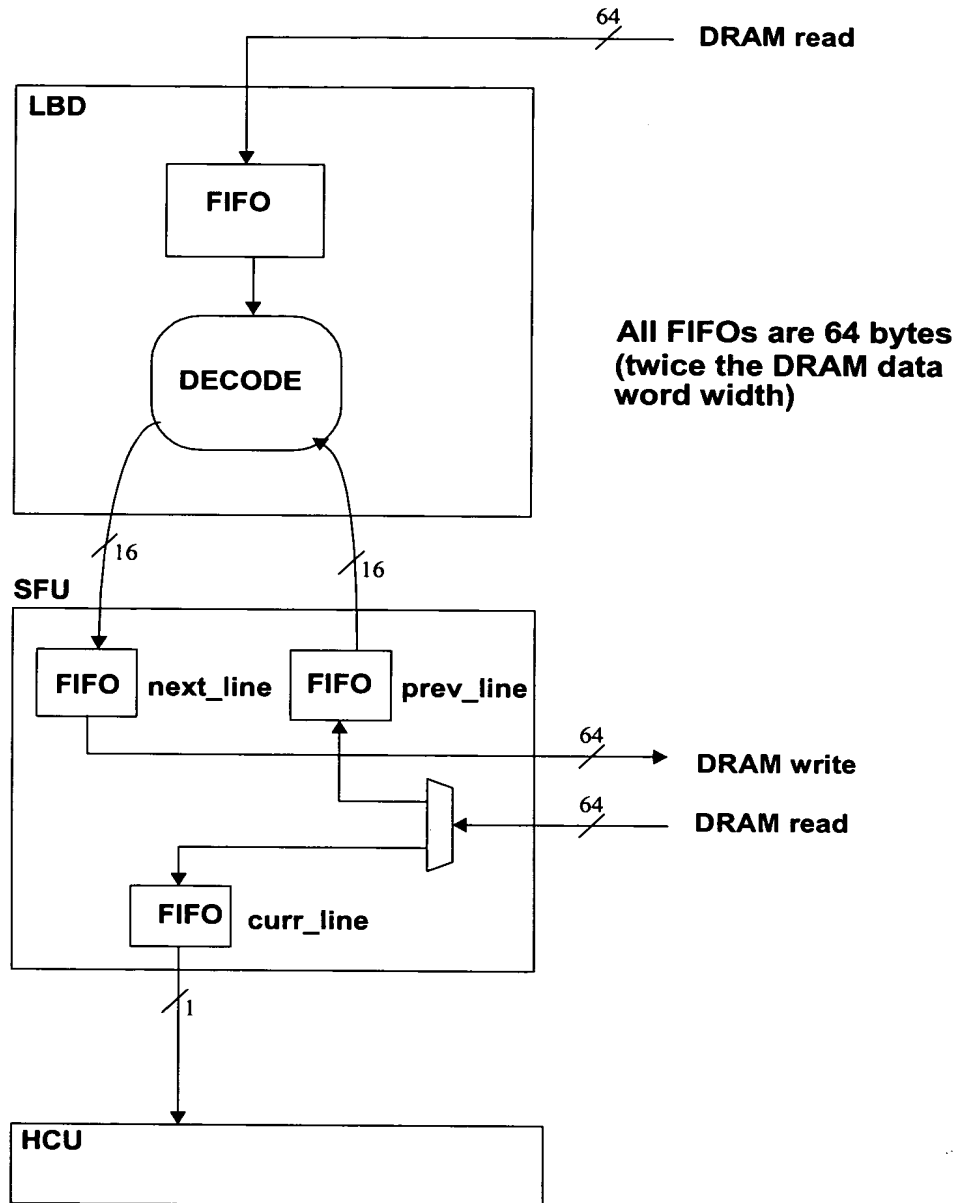 64
DRAM read
LBD
FIFO
DECODE
All FIFOs are 64 bytes
(twice the DRAM data
word width)
16
16
SFU
FIFO
next_line
FIFO
prev_line
64
DRAM write
64
DRAM read
FIFO
curr_line
1
HCU